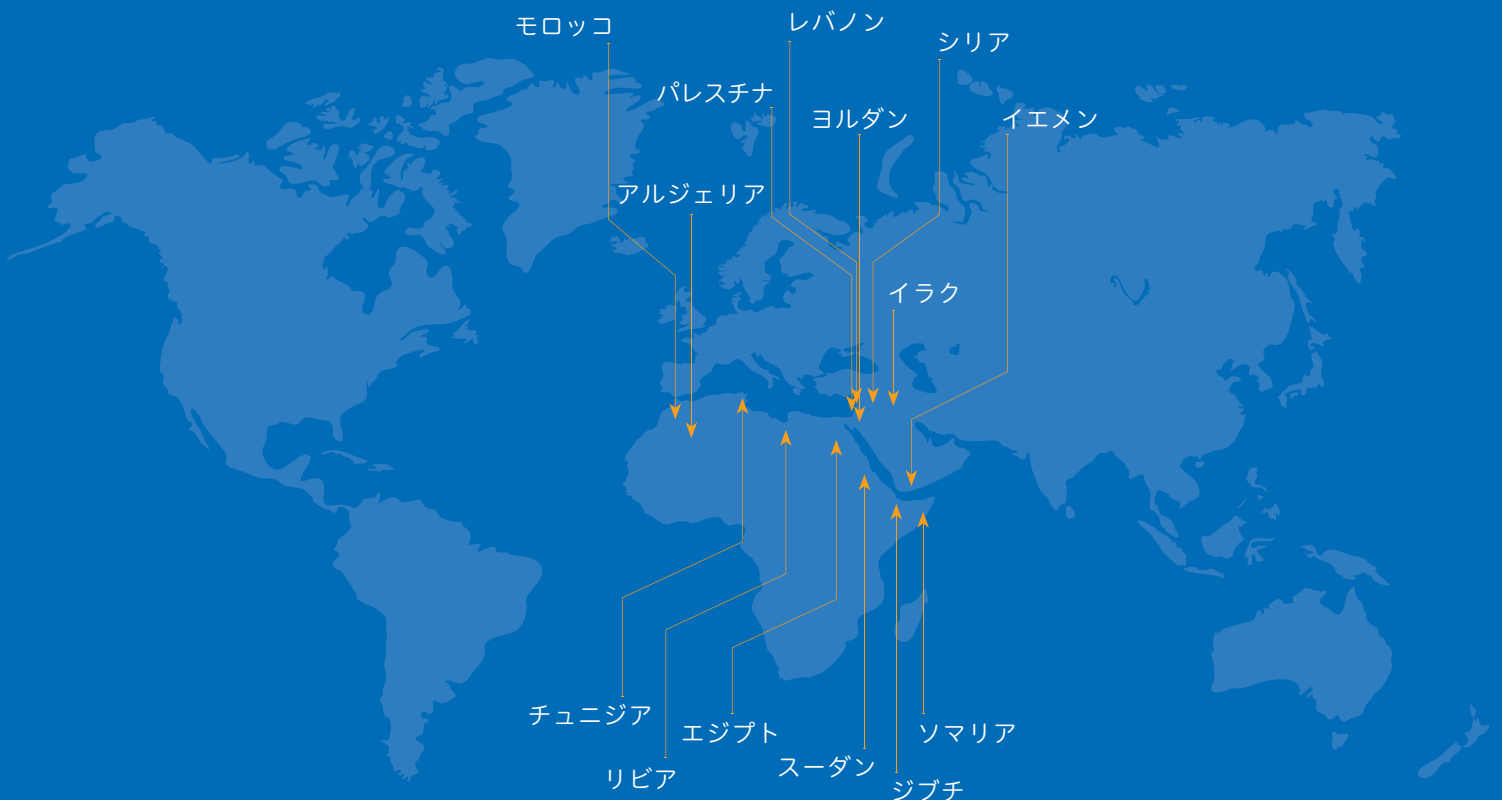 モロッコ
レバノン
シリア
パレスチナ
ヨルダン
イエメン
アルジェリア
イラク
チュニジア
エジプト
ソマリア
スーダン
リビア
ジブチ